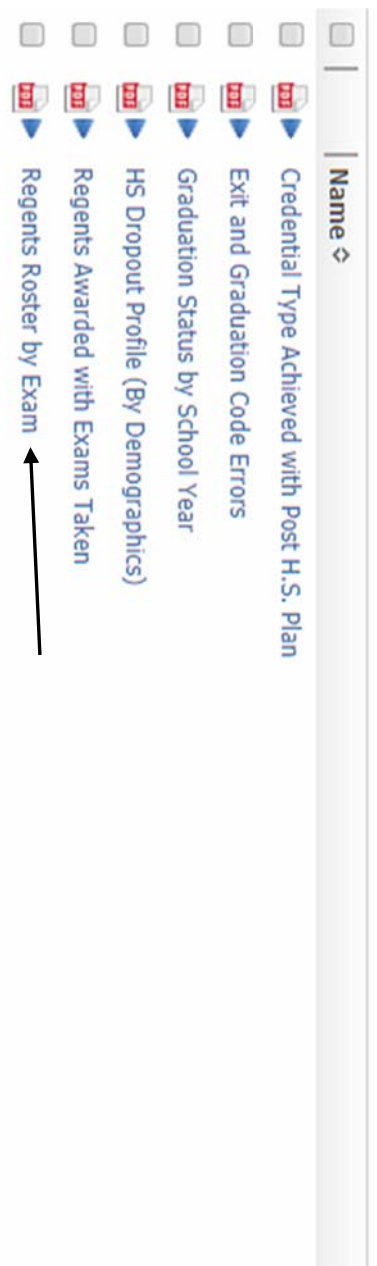 Name
Credential Type Achieved with Post H.S. Plan
Exit and Graduation Code Errors
Graduation Status by School Year
HS Dropout Profile (By Demographics)
Regents Awarded with Exams Taken
Regents Roster by Exam